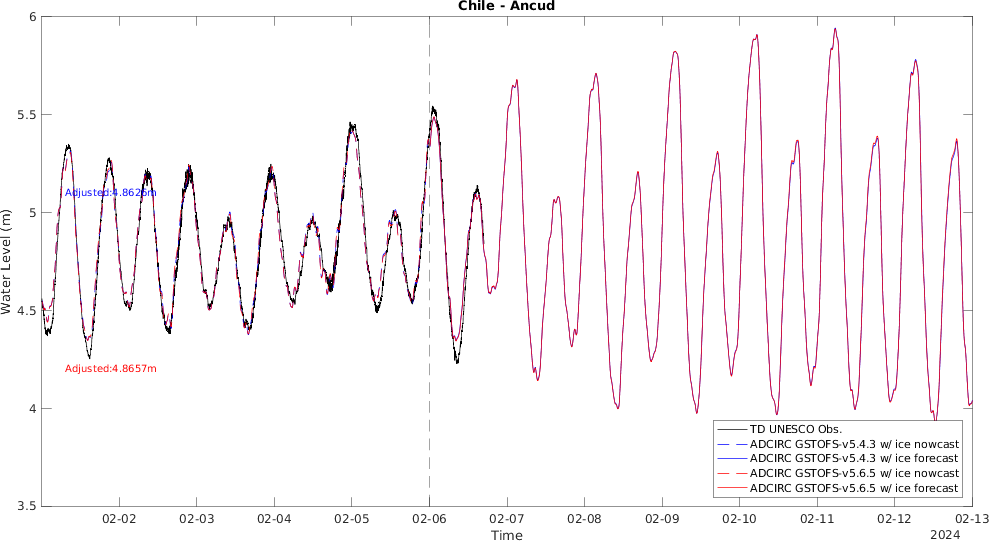 Chile - Ancud
6
5.5
5
4.5
4
3.5
Water Level (m)
Adjusted:4.8626m
Adjusted:4.8657m
TD UNESCO Obs.
ADCIRC GSTOFS-v5.4.3 w/ ice nowcast
ADCIRC GSTOFS-v5.4.3 w/ ice forecast
ADCIRC GSTOFS-v5.6.5 w/ ice nowcast
ADCIRC GSTOFS-v5.6.5 w/ ice forecast
02-02 02-03 02-04 02-05 02-06 02-07 02-08 02-09 02-10 02-11 02-12 02-13
Time
2024